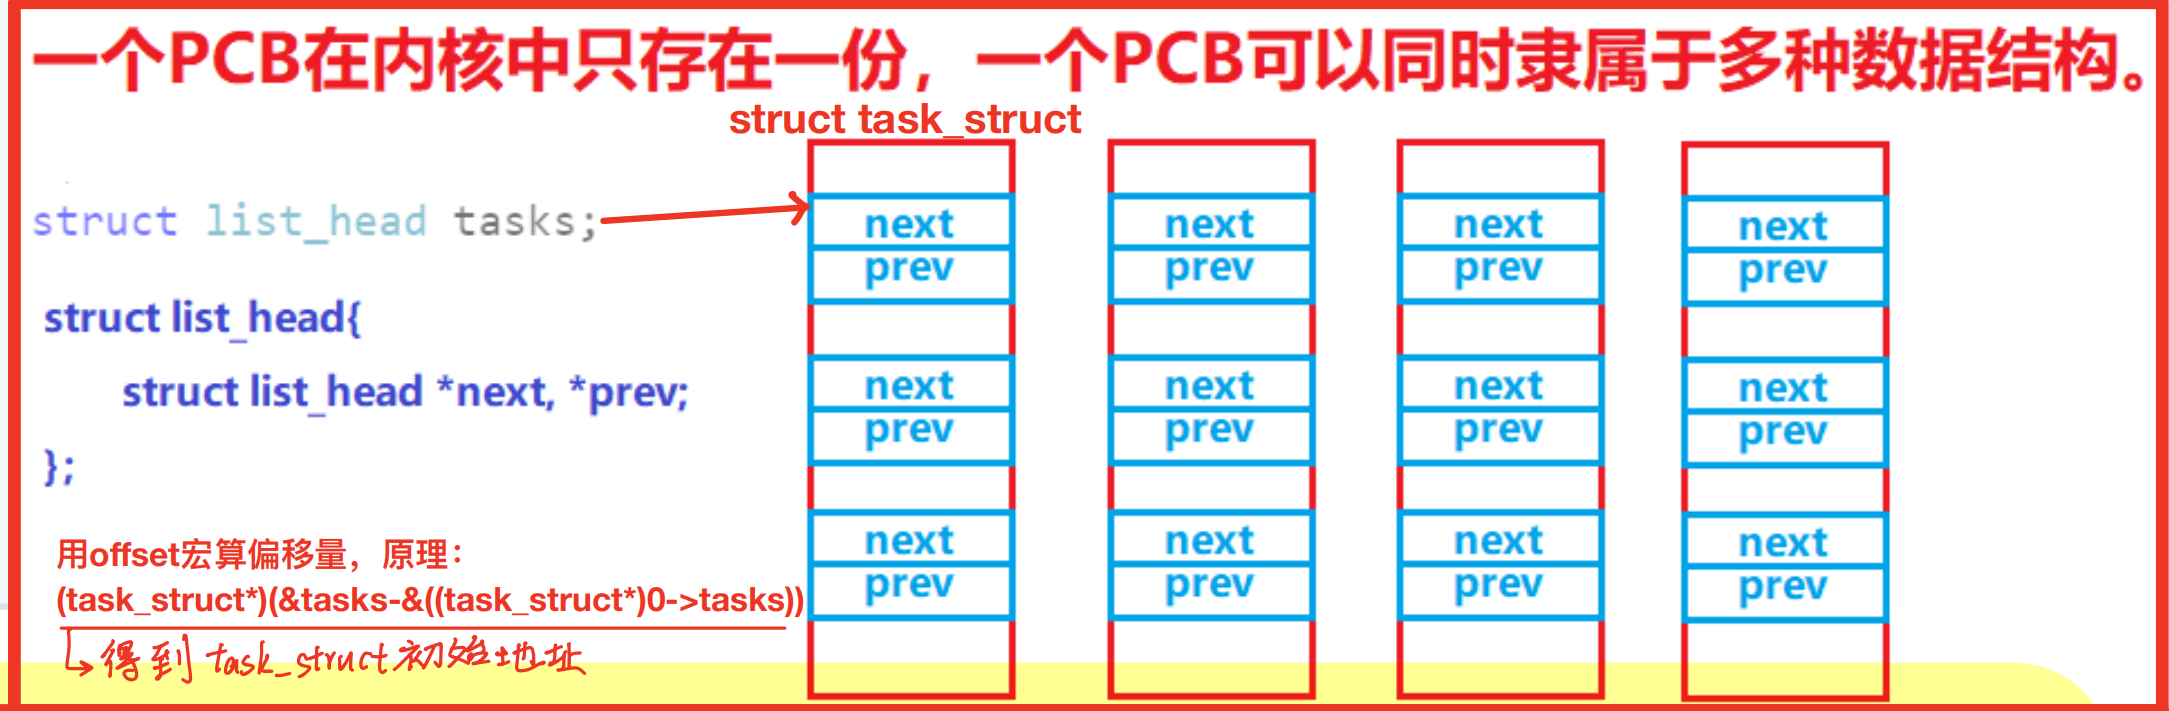 一个PCB在内核中只存在一份，一个PCB可以同时隶属于多种数据结构。
struct task_struct
struct list_head tasks;
struct list_head{
struct list_head *next, *prev;
};
用offset宏算偏移量，原理：
(task_struct*)(&tasks-&((task_struct*)0->tasks))
得到 task_struct 初始地址
next
prev
next
prev
next
prev
next
prev
next
prev
next
prev
next
prev
next
prev
next
prev
next
prev
next
prev
next
prev